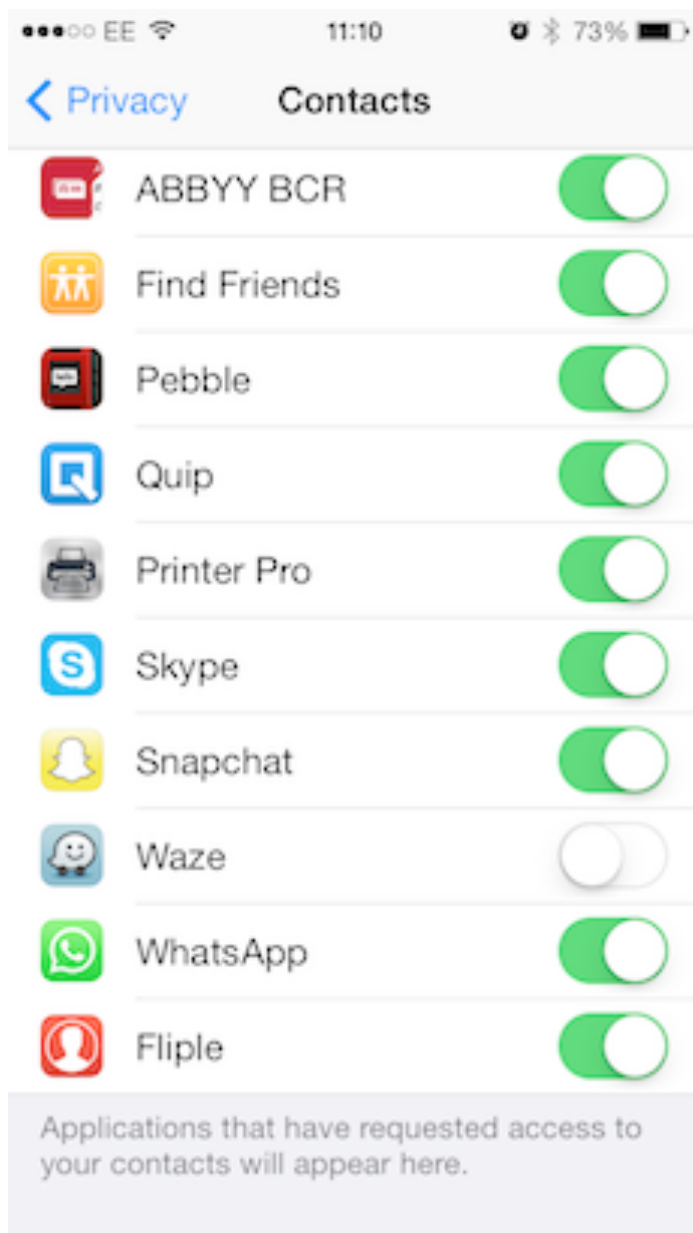 EE 11:10 73%
Privacy Contacts
ABBYY BCR
Find Friends
Pebble
Quip
Printer Pro
Skype
Snapchat
Waze
WhatsApp
Fliple
Applications that have requested access to
your contacts will appear here.